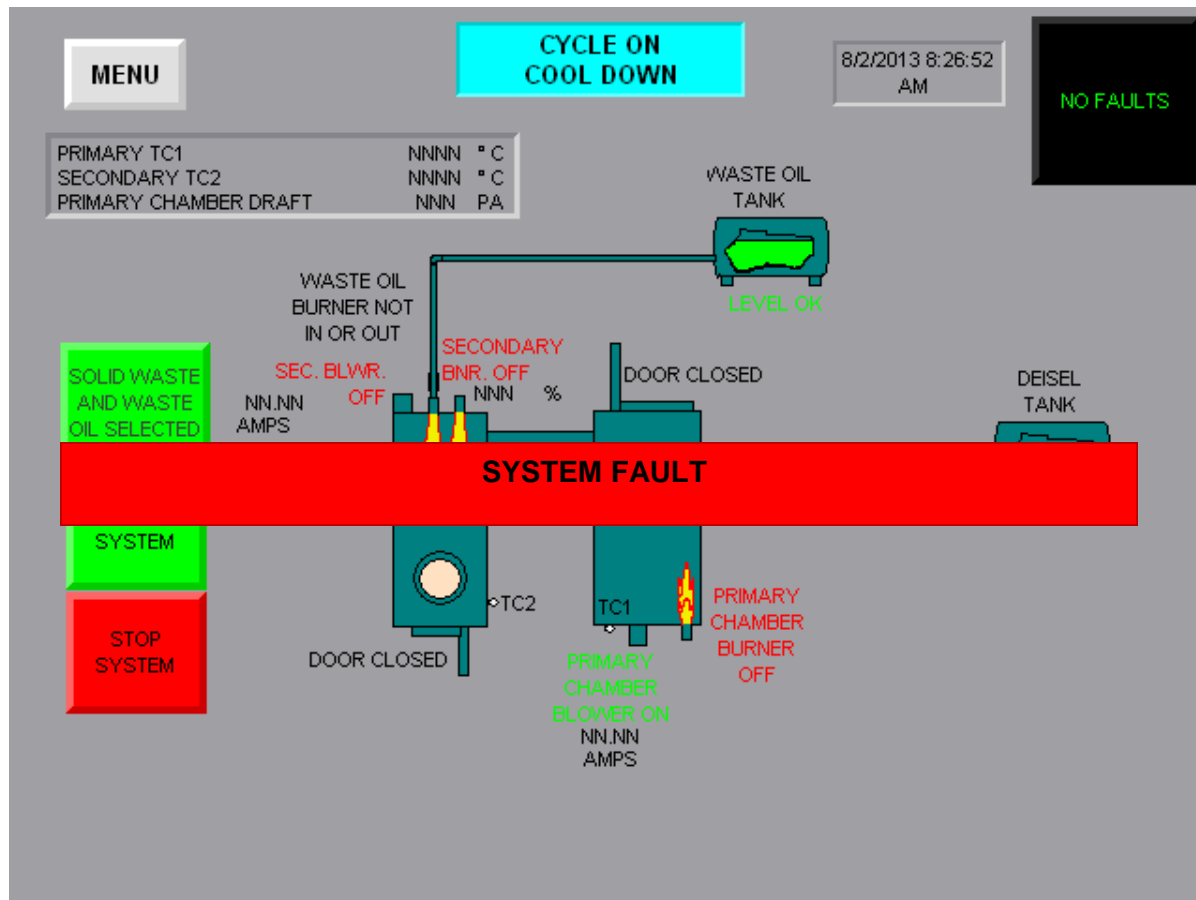 MENU
CYCLE ON
COOL DOWN
8/2/2013 8:26:52
AM
NO FAULTS
PRIMARY TC1 NNNN °C
SECONDARY TC2 NNNN °C
PRIMARY CHAMBER DRAFT NNN PA
WASTE OIL
TANK
LEVEL OK
WASTE OIL
BURNER NOT
IN OR OUT
SECONDARY
BNR. OFF
SEC. BLWR.
OFF
NNN %
NN.NN
AMPS
DOOR CLOSED
DEISEL
TANK
SOLID WASTE
AND WASTE
OIL SELECTED
SYSTEM FAULT
SYSTEM
STOP
SYSTEM
TC2
DOOR CLOSED
TC1
PRIMARY
CHAMBER
BURNER
OFF
PRIMARY
CHAMBER
BLOWER ON
NN.NN
AMPS